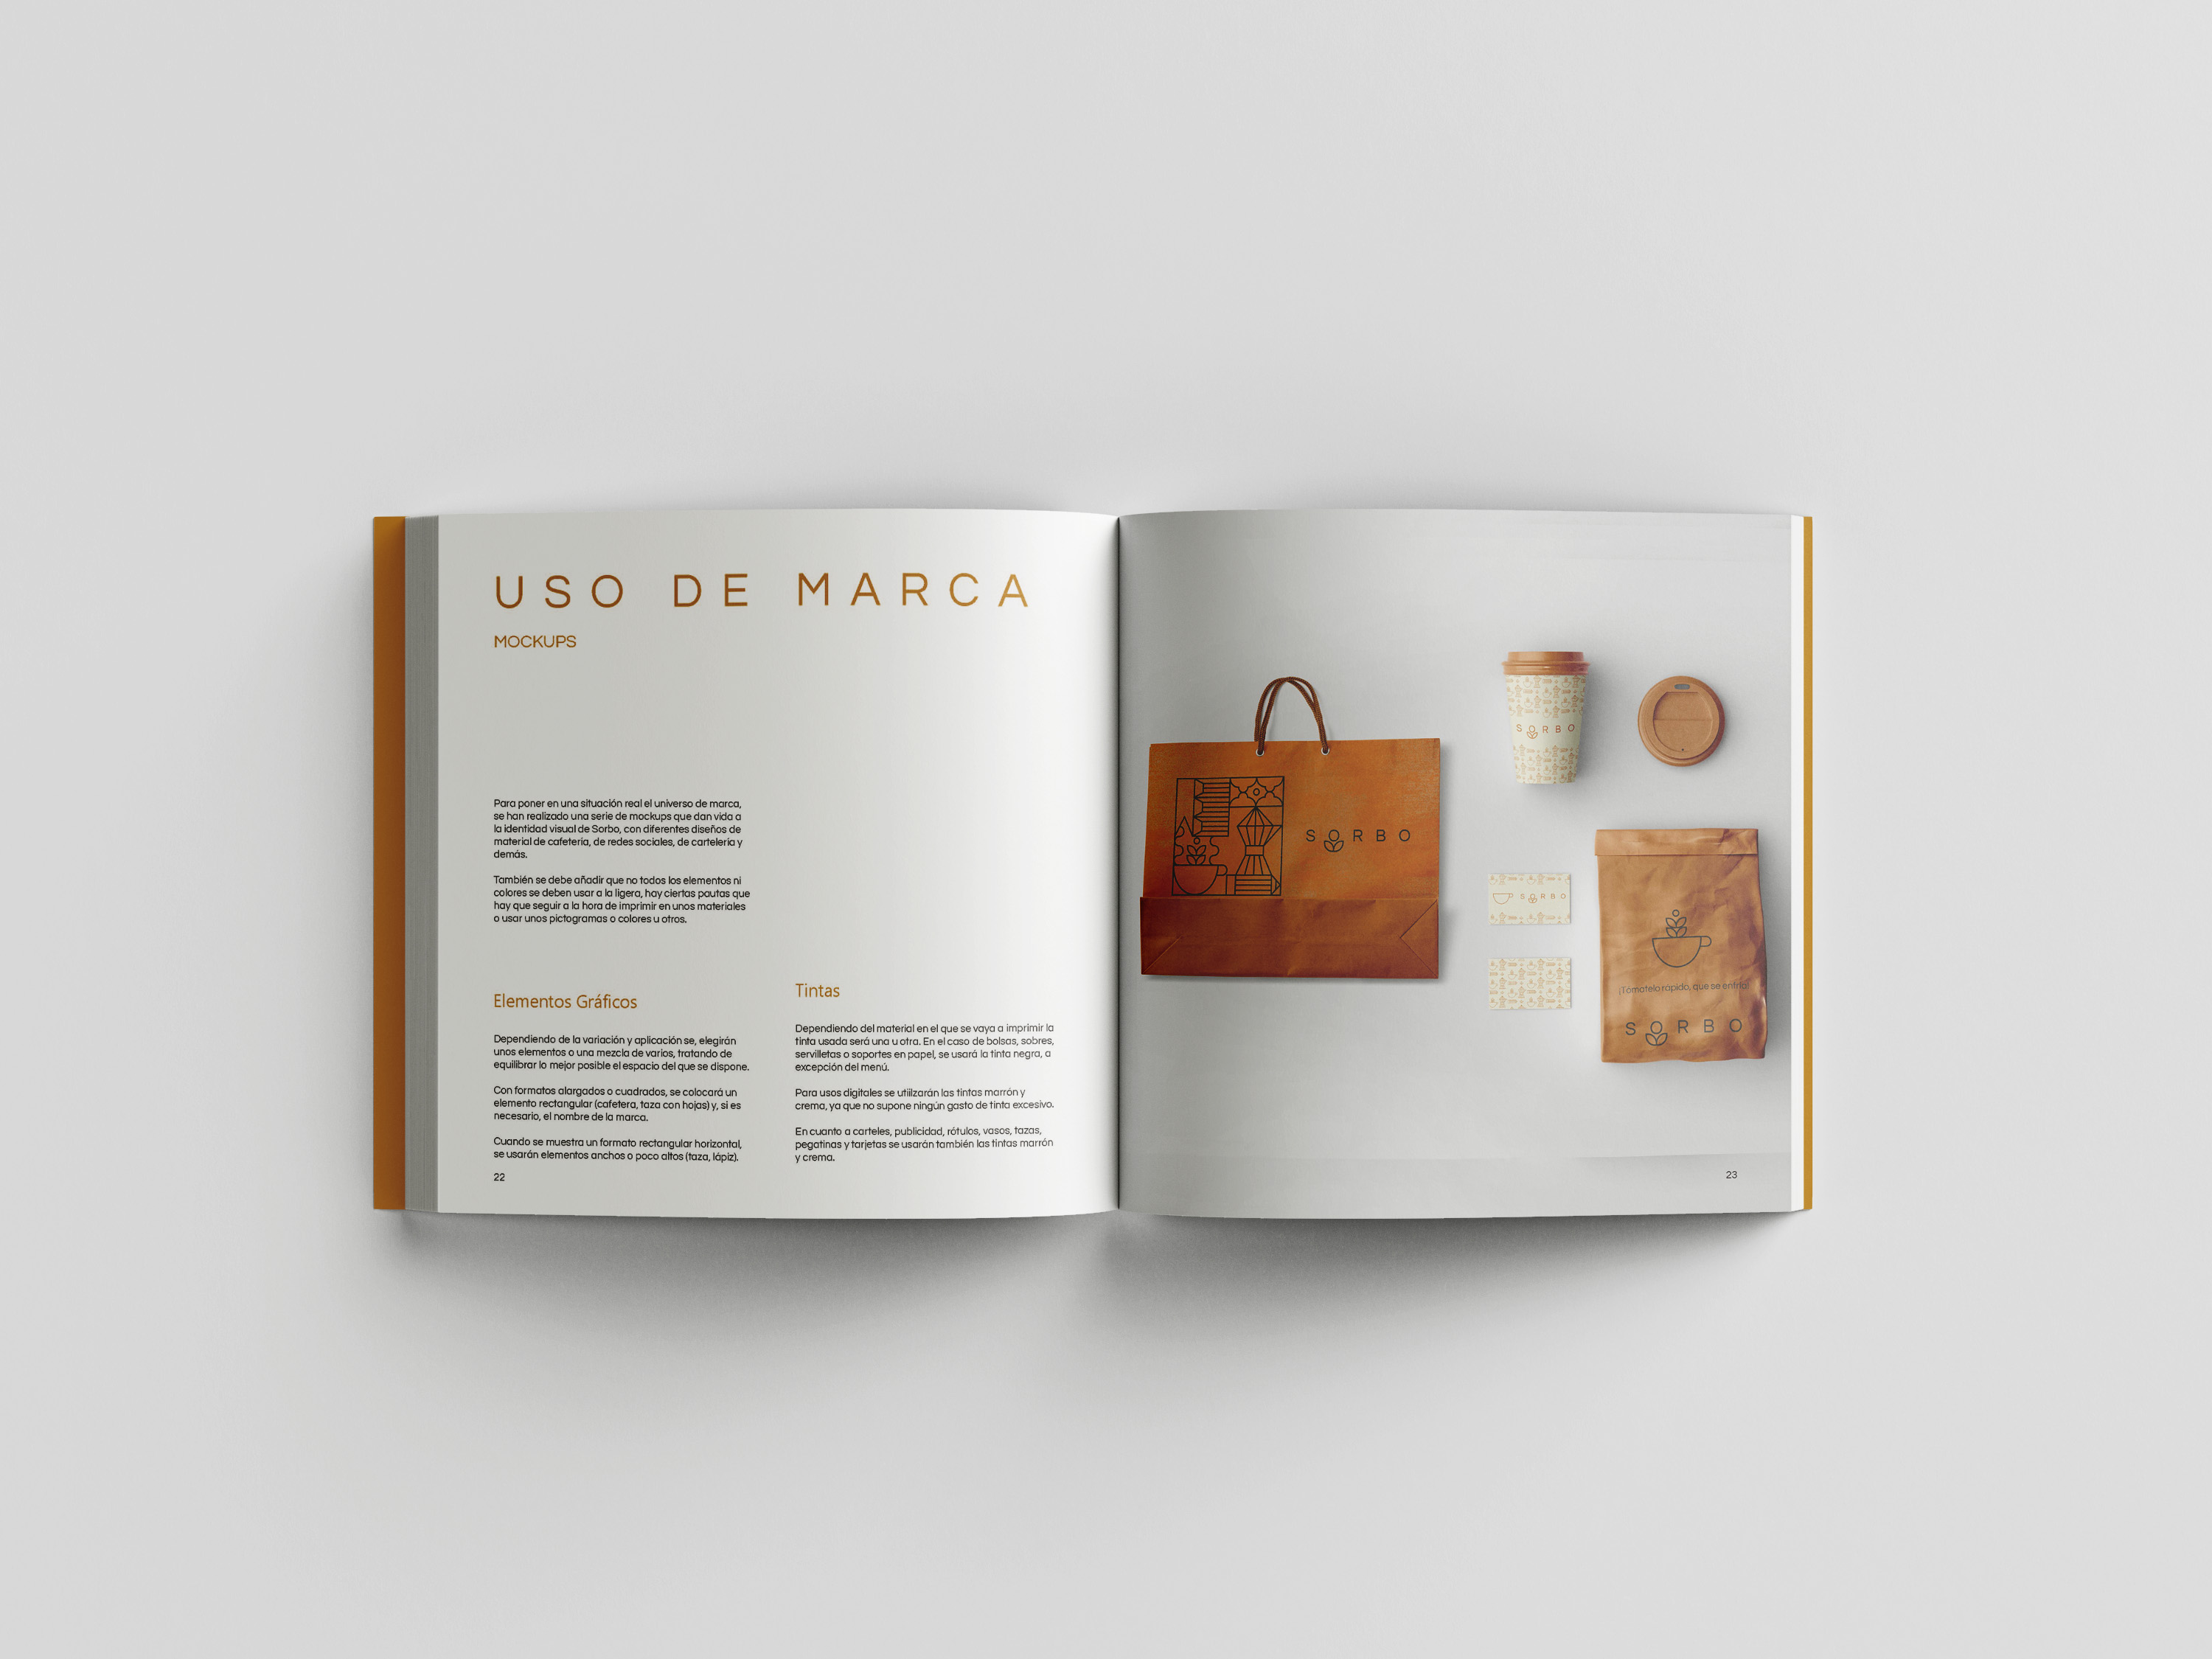 USO DE MARCA
MOCKUPS
Para poner en una situación real el universo de marca,
se han realizado una serie de mockups que dan vida a
la identidad visual de Sorbo, con diferentes diseños de
material de cafetería, de redes sociales, de cartelería y
demás.
También se debe añadir que no todos los elementos ni
colores se deben usar a la ligera, hay ciertas pautas que
hay que seguir a la hora de imprimir en unos materiales
o usar unos pictogramas o colores u otros.
Elementos Gráficos
Dependiendo de la variación y aplicación se, elegirán
unos elementos o una mezcla de varios, tratando de
equilibrar lo mejor posible el espacio del que se dispone.
Con formatos alargados o cuadrados, se colocará un
elemento rectangular (cafetera, taza con hojas) y, si es
necesario, el nombre de la marca.
Cuando se muestra un formato rectangular horizontal,
se usarán elementos anchos o poco altos (taza, lápiz).
22
Tintas
Dependiendo del material en el que se vaya a imprimir la
tinta usada será una u otra. En el caso de bolsas, sobres,
servilletas o soportes en papel, se usará la tinta negra, a
excepción del menú.
Para usos digitales se utiilzarán las tintas marrón y
crema, ya que no supone ningún gasto de tinta excesivo.
En cuanto a carteles, publicidad, rótulos, vasos, tazas,
pegatinas y tarjetas se usarán también las tintas marrón
y crema.
SORBO
SORBO
SORBO
¡Tómatelo rápido, que se enfría!
SORBO
23